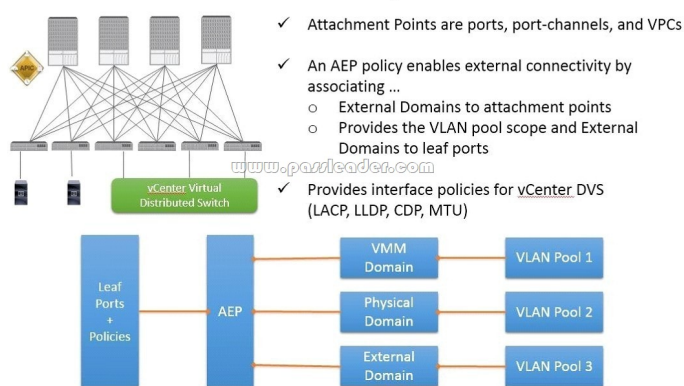 Attachment Points are ports, port-channels, and VPCs
An AEP policy enables external connectivity by
associating ...
External Domains to attachment points
Provides the VLAN pool scope and External
Domains to leaf ports
Provides interface policies for vCenter DVS
(LACP, LLDP, CDP, MTU)
APIC
vCenter Virtual
Distributed Switch
www.passleader.com
Leaf
Ports
+
Policies
AEP
VMM
Domain
VLAN Pool 1
Physical
Domain
VLAN Pool 2
External
Domain
VLAN Pool 3